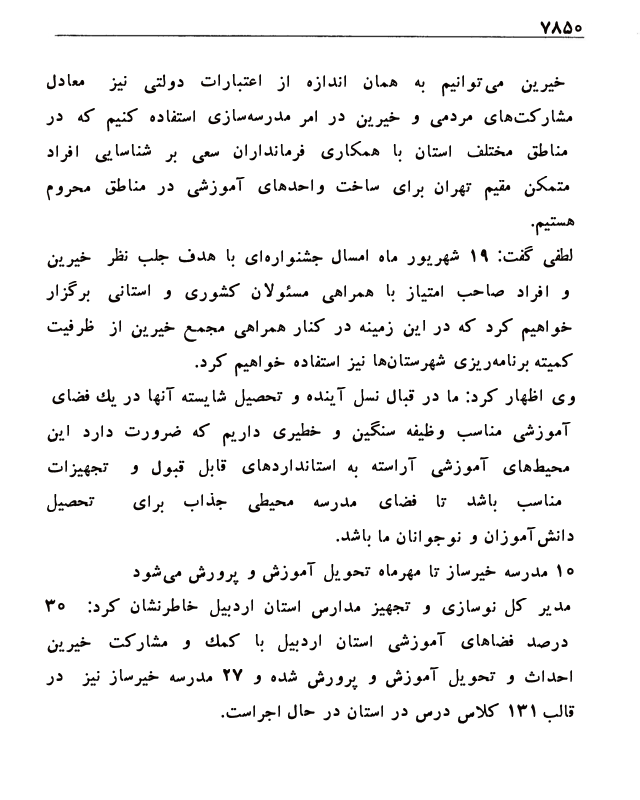 ۷۸۵۰
خیرین می‌توانیم به همان اندازه از اعتبارات دولتی نیز معادل
مشارکت‌های مردمی و خیرین در امر مدرسه‌سازی استفاده کنیم که در
مناطق مختلف استان با همکاری فرمانداران سعی بر شناسایی افراد
متمکن مقیم تهران برای ساخت واحدهای آموزشی در مناطق محروم
هستیم.
لطفی گفت: ۱۹ شهریور ماه امسال جشنواره‌ای با هدف جلب نظر خیرین
و افراد صاحب امتیاز با همراهی مسئولان کشوری و استانی برگزار
خواهیم کرد که در این زمینه در کنار همراهی مجمع خیرین از ظرفیت
کمیته برنامه‌ریزی شهرستان‌ها نیز استفاده خواهیم کرد.
وی اظهار کرد: ما در قبال نسل آینده و تحصیل شایسته آنها در یك فضای
آموزشی مناسب وظیفه سنگین و خطیری داریم که ضرورت دارد این
محیط‌های آموزشی آراسته به استانداردهای قابل قبول و تجهیزات
مناسب باشد تا فضای مدرسه محیطی جذاب برای تحصیل
دانش‌آموزان و نوجوانان ما باشد.
۱۰ مدرسه خیرساز تا مهرماه تحویل آموزش و پرورش می‌شود
مدیر کل نوسازی و تجهیز مدارس استان اردبیل خاطرنشان کرد: ۳۰
درصد فضاهای آموزشی استان اردبیل با كمك و مشارکت خیرین
احداث و تحویل آموزش و پرورش شده و ۲۷ مدرسه خیرساز نیز در
قالب ۱۳۱ کلاس درس در استان در حال اجراست.